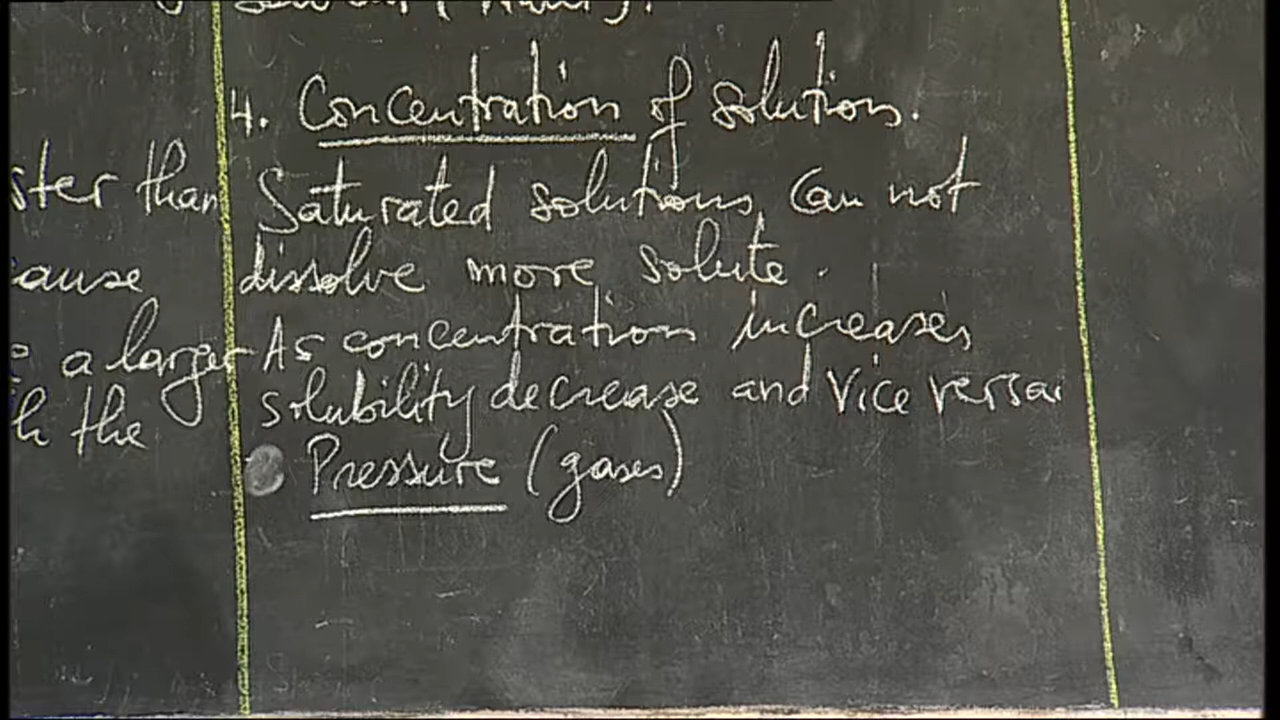 4. Concentration of solutions.
Saturated solutions can not
dissolve more solute.
As concentration increases
solubility decrease and vice versa
Pressure (gases)
ster than
cause
a larger
h the